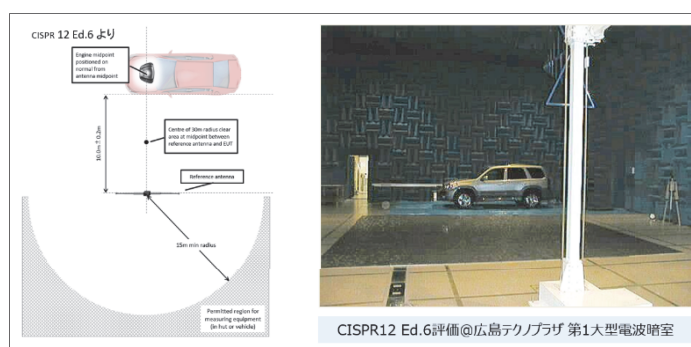 CISPR 12 Ed.6 より
Engine midpoint
positioned on
normal from
antenna midpoint
10.0m ± 0.2m
Centre of 30m radius clear
area at midpoint between
reference antenna and EUT
Reference antenna
15m min radius
Permitted region for
measuring equipment
(in hut or vehicle)
CISPR12 Ed.6評価@広島テクノプラザ 第1大型電波暗室